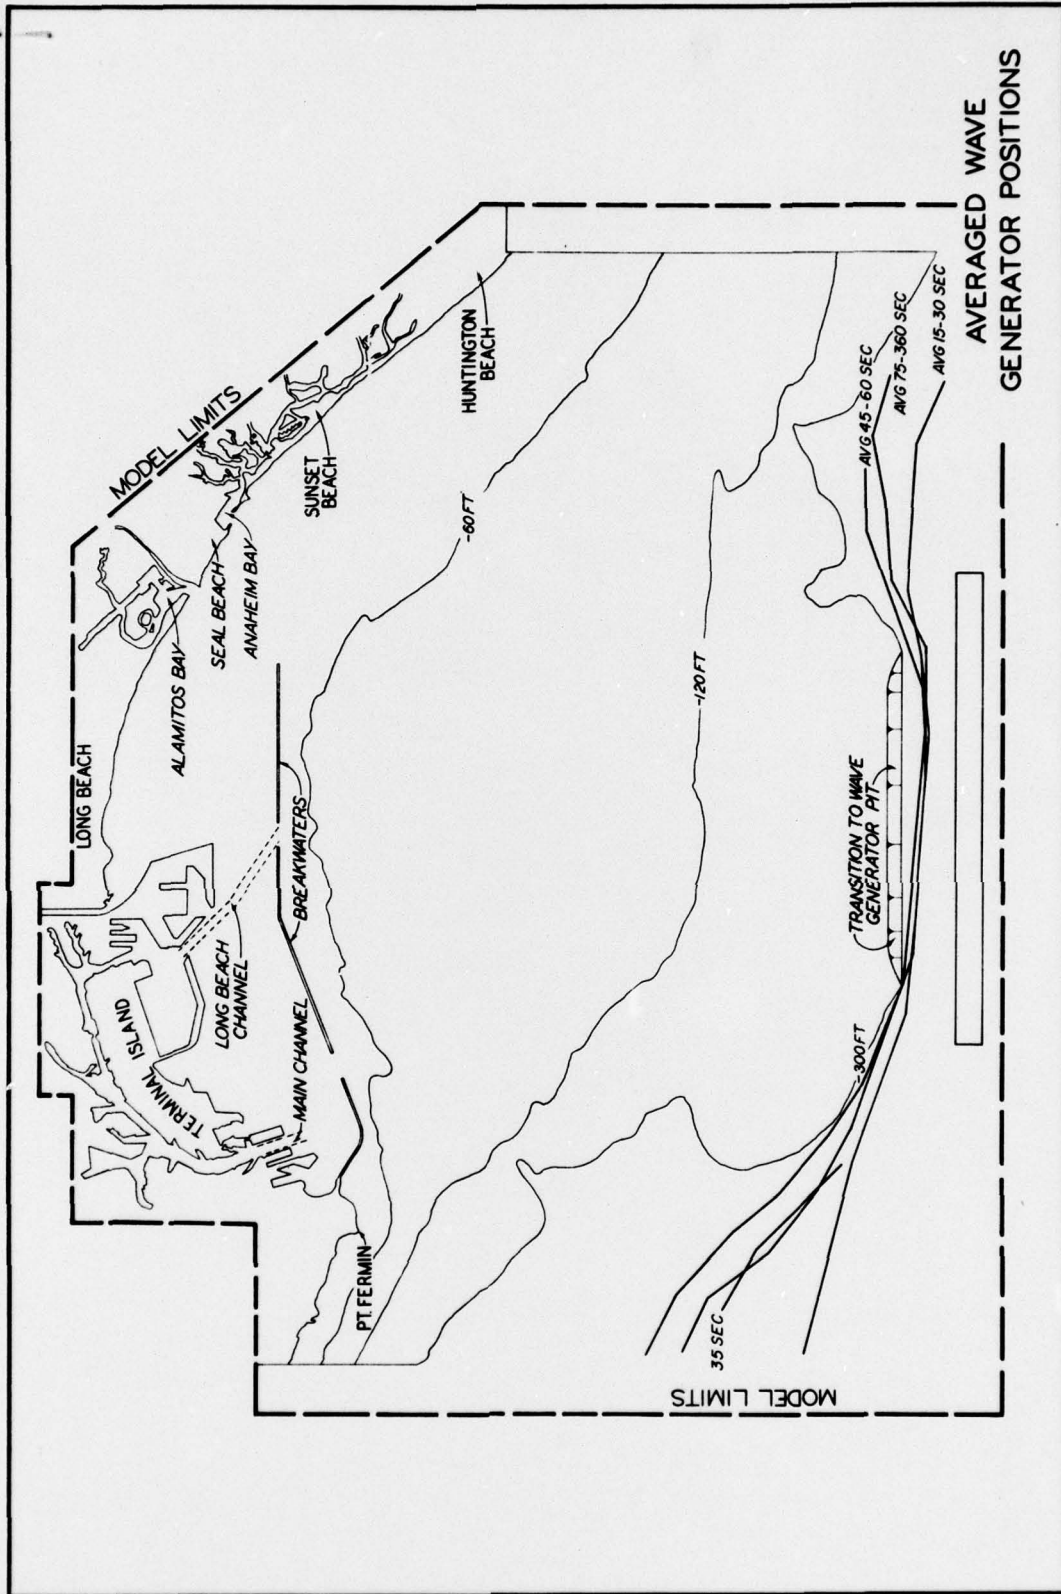 MODEL LIMITS
LONG BEACH
ALAMITOS BAY
SEAL BEACH
ANAHEIM BAY
SUNSET
BEACH
HUNTINGTON
BEACH
TERMINAL ISLAND
LONG BEACH
CHANNEL
MAIN CHANNEL
BREAKWATERS
PT. FERMIN
-60 FT
-120 FT
-300 FT
TRANSITION TO WAVE
GENERATOR PIT
35 SEC
AVG 45-60 SEC
AVG 75-360 SEC
AVG 15-30 SEC
MODEL LIMITS
AVERAGED WAVE
GENERATOR POSITIONS